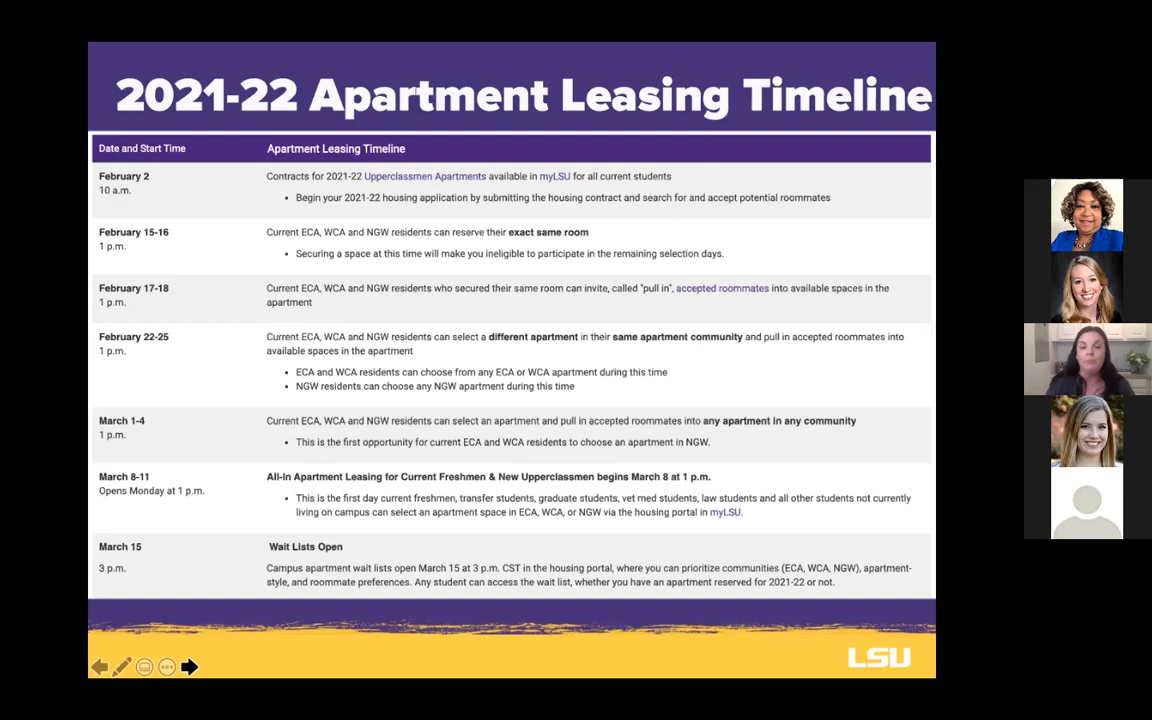 2021-22 Apartment Leasing Timeline
Date and Start Time
Apartment Leasing Timeline
February 2
10 a.m.
Contracts for 2021-22 Upperclassmen Apartments available in myLSU for all current students
• Begin your 2021-22 housing application by submitting the housing contract and search for and accept potential roommates
February 15-16
1 p.m.
Current ECA, WCA and NGW residents can reserve their exact same room
• Securing a space at this time will make you ineligible to participate in the remaining selection days.
February 17-18
1 p.m.
Current ECA, WCA and NGW residents who secured their same room can invite, called "pull in", accepted roommates into available spaces in the
apartment
February 22-25
1 p.m.
Current ECA, WCA and NGW residents can select a different apartment in their same apartment community and pull in accepted roommates into
available spaces in the apartment
• ECA and WCA residents can choose from any ECA or WCA apartment during this time
• NGW residents can choose any NGW apartment during this time
March 1-4
1 p.m.
Current ECA, WCA and NGW residents can select an apartment and pull in accepted roommates into any apartment in any community
• This is the first opportunity for current ECA and WCA residents to choose an apartment in NGW.
March 8-11
Opens Monday at 1 p.m.
All-In Apartment Leasing for Current Freshmen & New Upperclassmen begins March 8 at 1 p.m.
• This is the first day current freshmen, transfer students, graduate students, vet med students, law students and all other students not currently
living on campus can select an apartment space in ECA, WCA, or NGW via the housing portal in myLSU.
March 15
3 p.m.
Wait Lists Open
Campus apartment wait lists open March 15 at 3 p.m. CST in the housing portal, where you can prioritize communities (ECA, WCA, NGW), apartment-
style, and roommate preferences. Any student can access the wait list, whether you have an apartment reserved for 2021-22 or not.
LSU